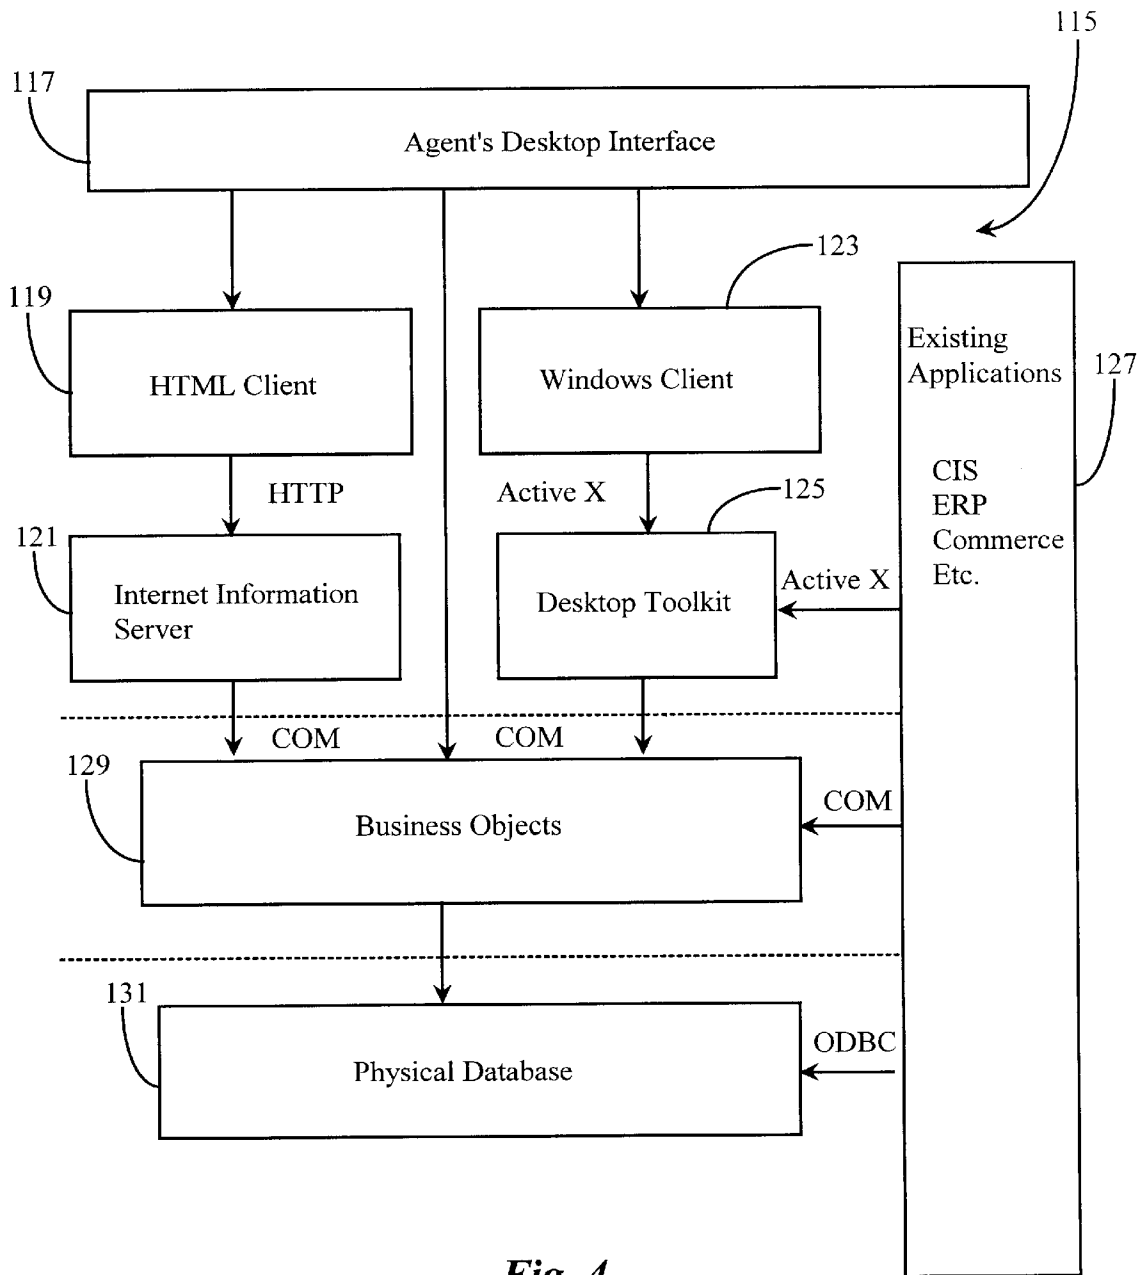 115
117
Agent's Desktop Interface
123
119
HTML Client
Windows Client
Existing
Applications
127
CIS
ERP
Commerce
Etc.
HTTP
Active X
125
121
Internet Information
Server
Desktop Toolkit
Active X
COM
COM
129
Business Objects
COM
131
Physical Database
ODBC
Fig. 4